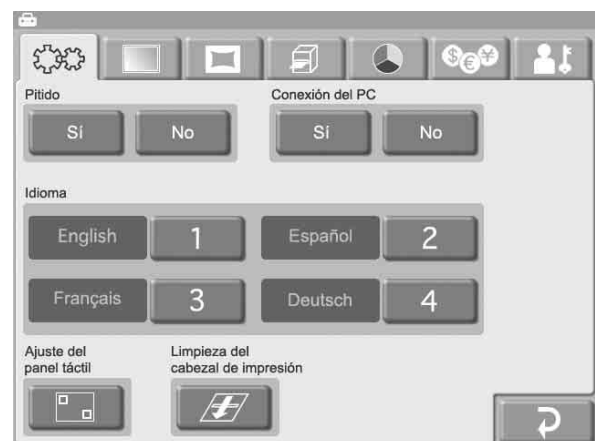 $ € ¥
Pitido
Conexión del PC
Sí No
Sí No
Idioma
English 1
Español 2
Français 3
Deutsch 4
Ajuste del
panel táctil
Limpieza del
cabezal de impresión